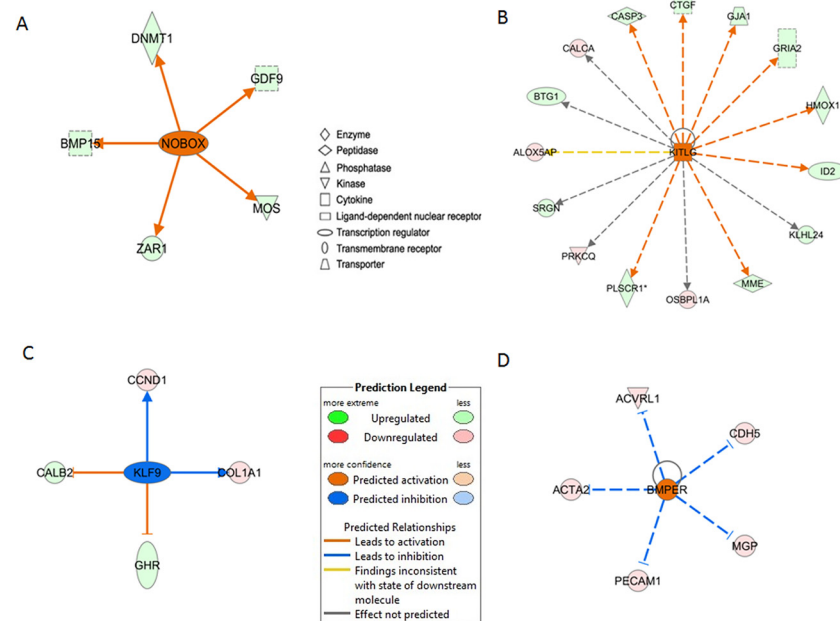 A
DNMT1
GDF9
BMP15
NOBOX
MOS
ZAR1
Enzyme
Peptidase
Phosphatase
Kinase
Cytokine
Ligand-dependent nuclear receptor
Transcription regulator
Transmembrane receptor
Transporter
B
CTGF
CASP3
GJA1
CALCA
GRIA2
BTG1
HMOX1
ALOX5AP
KITLG
ID2
SRGN
KLHL24
PRKCQ
PLSCR1*
OSBPL1A
MME
C
CCND1
CALB2
KLF9
COL1A1
GHR
Prediction Legend
more extreme less
Upregulated
Downregulated
more confidence less
Predicted activation
Predicted inhibition
Predicted Relationships
Leads to activation
Leads to inhibition
Findings inconsistent
with state of downstream
molecule
Effect not predicted
D
ACVRL1
CDH5
ACTA2
BMPER
MGP
PECAM1